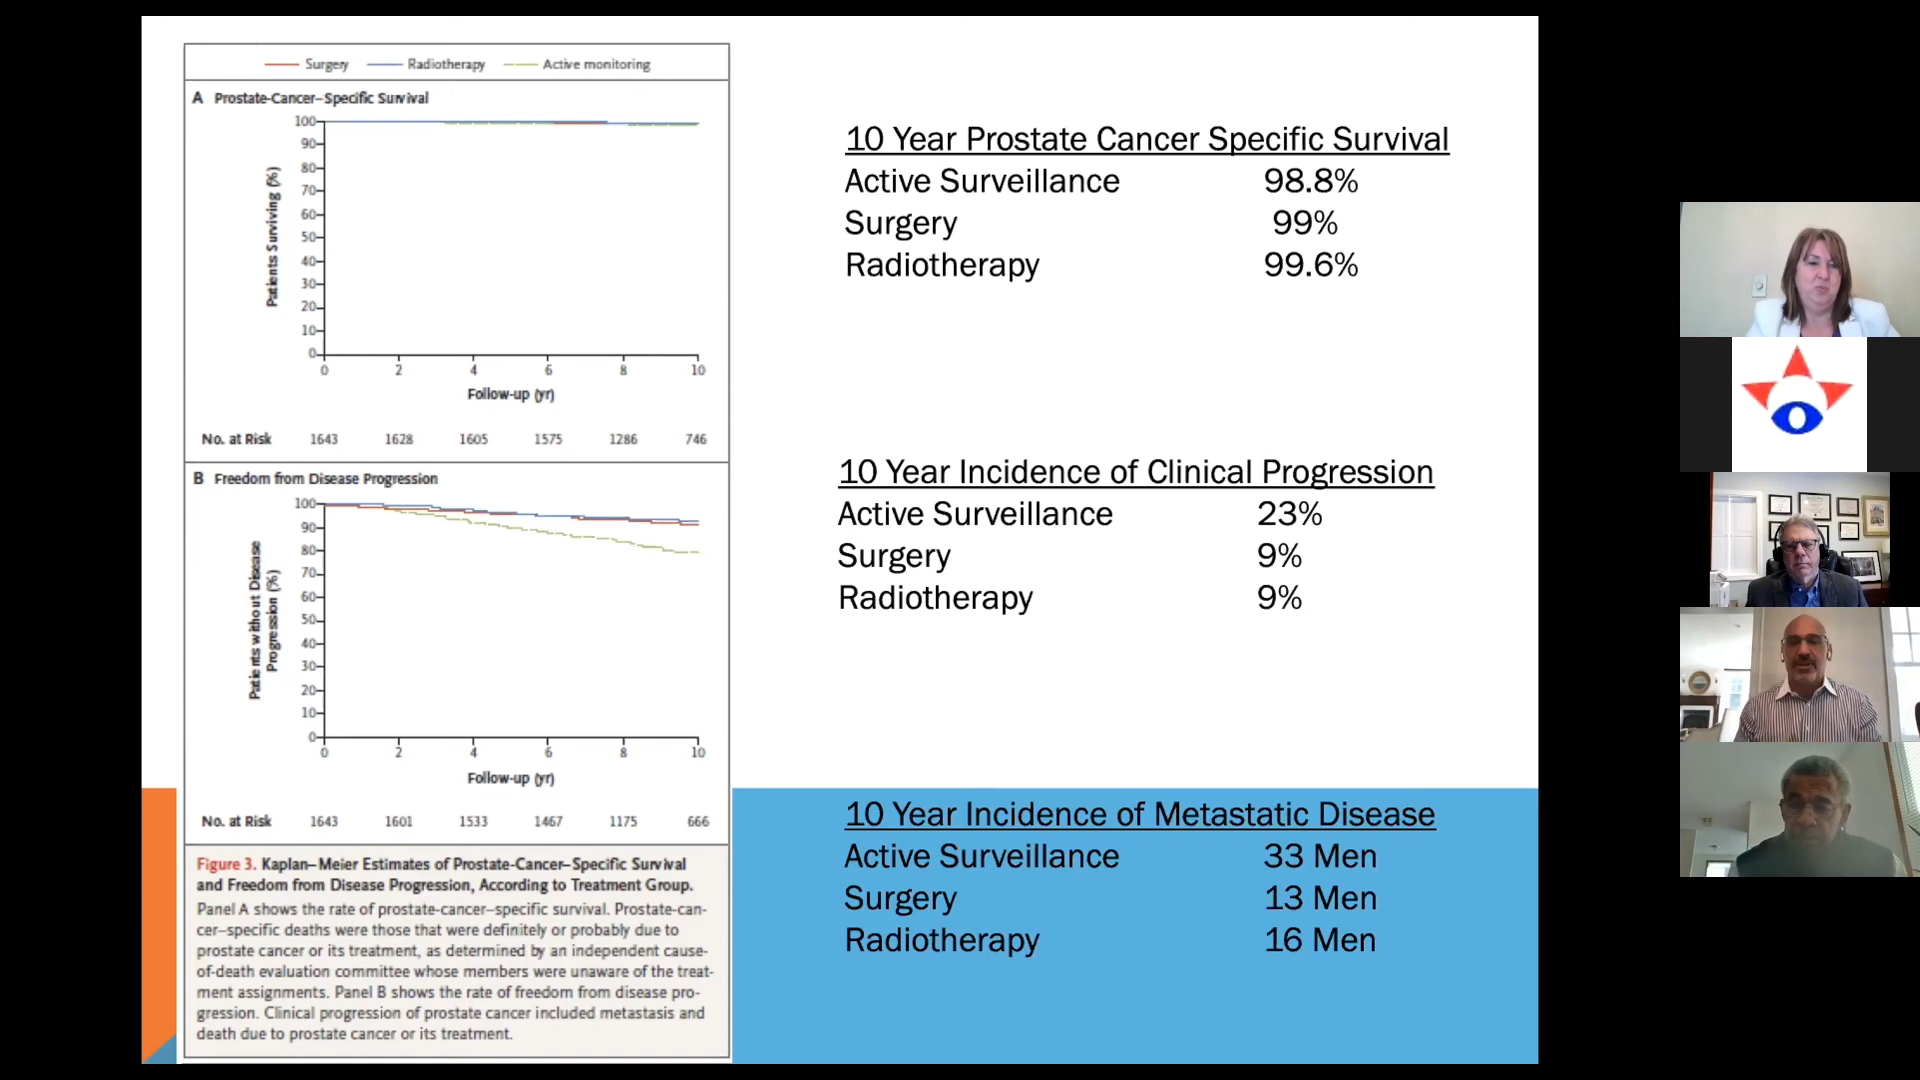 Surgery Radiotherapy Active monitoring
A Prostate-Cancer–Specific Survival
Patients Surviving (%)
100
90
80
70
60
50
40
30
20
10
0
0 2 4 6 8 10
Follow-up (yr)
No. at Risk 1643 1628 1605 1575 1286 746
B Freedom from Disease Progression
Patients without Disease
Progression (%)
100
90
80
70
60
50
40
30
20
10
0
0 2 4 6 8 10
Follow-up (yr)
No. at Risk 1643 1601 1533 1467 1175 666
Figure 3. Kaplan–Meier Estimates of Prostate-Cancer–Specific Survival
and Freedom from Disease Progression, According to Treatment Group.
Panel A shows the rate of prostate-cancer–specific survival. Prostate-can-
cer–specific deaths were those that were definitely or probably due to
prostate cancer or its treatment, as determined by an independent cause-
of-death evaluation committee whose members were unaware of the treat-
ment assignments. Panel B shows the rate of freedom from disease pro-
gression. Clinical progression of prostate cancer included metastasis and
death due to prostate cancer or its treatment.
10 Year Prostate Cancer Specific Survival
Active Surveillance 98.8%
Surgery 99%
Radiotherapy 99.6%
10 Year Incidence of Clinical Progression
Active Surveillance 23%
Surgery 9%
Radiotherapy 9%
10 Year Incidence of Metastatic Disease
Active Surveillance 33 Men
Surgery 13 Men
Radiotherapy 16 Men